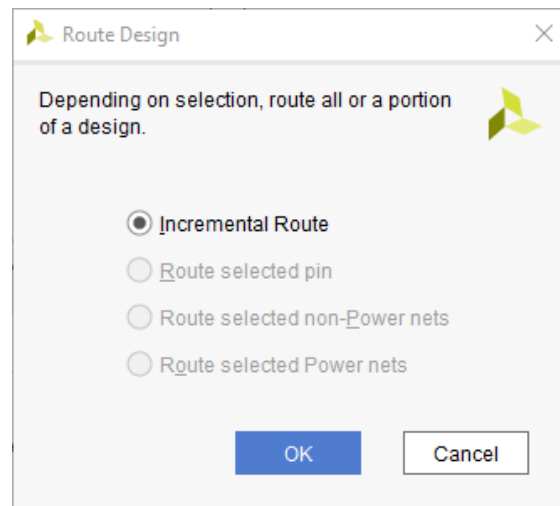 Route Design
Depending on selection, route all or a portion
of a design.
Incremental Route
Route selected pin
Route selected non-Power nets
Route selected Power nets
OK
Cancel